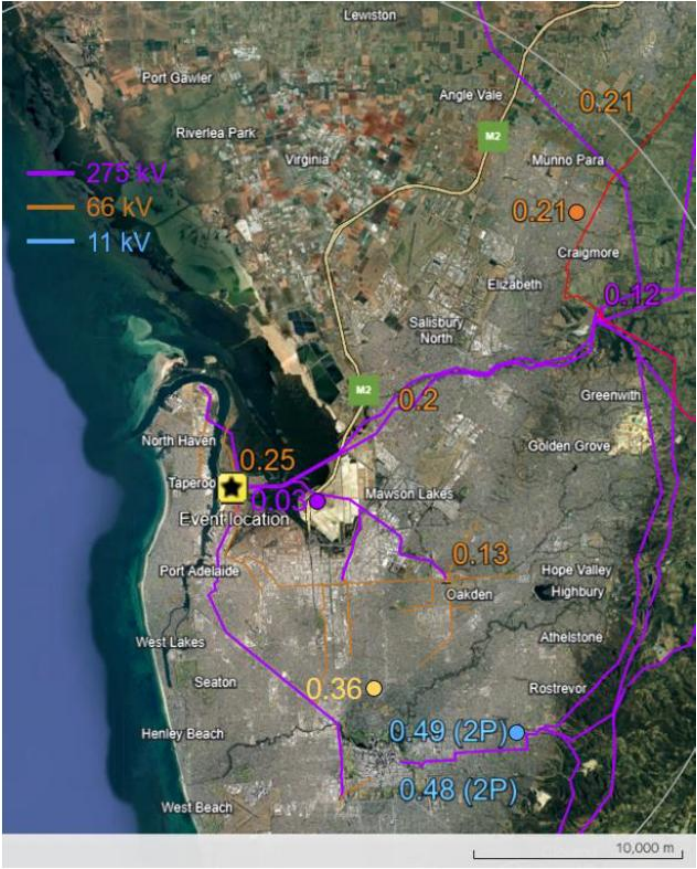 Lewiston
Port Gawler
Angle Vale
0.21
Riverlea Park
M2
Virginia
Munno Para
275 kV
66 kV
0.21
11 kV
Craigmore
Elizabeth
0.12
Salisbury
North
M2
0.2
Greenwith
North Haven
Golden Grove
0.25
Taperoo
0.03
Mawson Lakes
Event location
0.13
Port Adelaide
Hope Valley
Oakden
Highbury
Athelstone
West Lakes
Seaton
0.36
Rostrevor
Henley Beach
0.49 (2P)
0.48 (2P)
West Beach
10,000 m